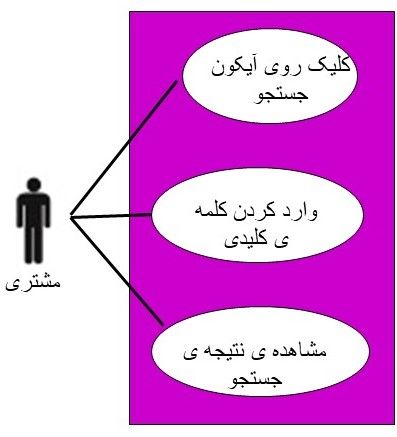 کلیک روی آیکون
جستجو
وارد کردن کلمه
ی کلیدی
مشتری
مشاهده ی نتیجه ی
جستجو